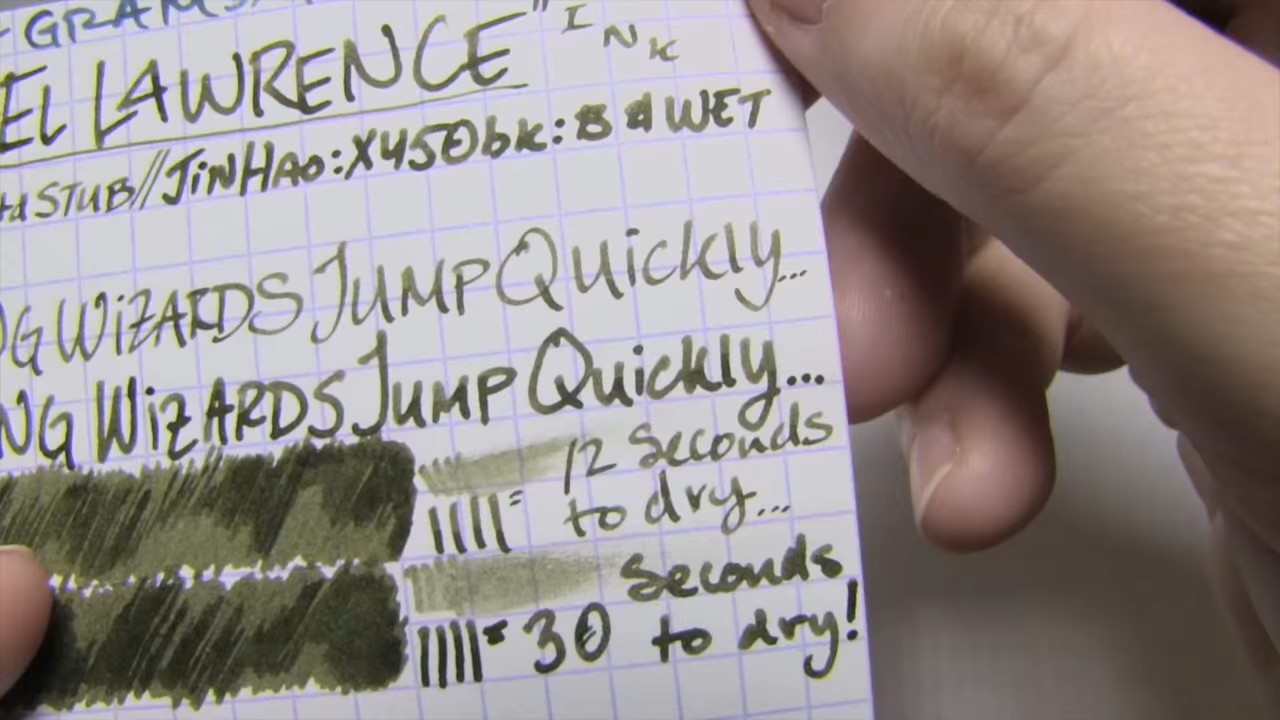 GRAMS
EL LAWRENCE" INK
STUB//JinHao:X450bk: WET
G WiZARDS JUMP Quickly...
NG WiZARDS JUMP Quickly...
12 Seconds
to dry...
Seconds
= 30 to dry!